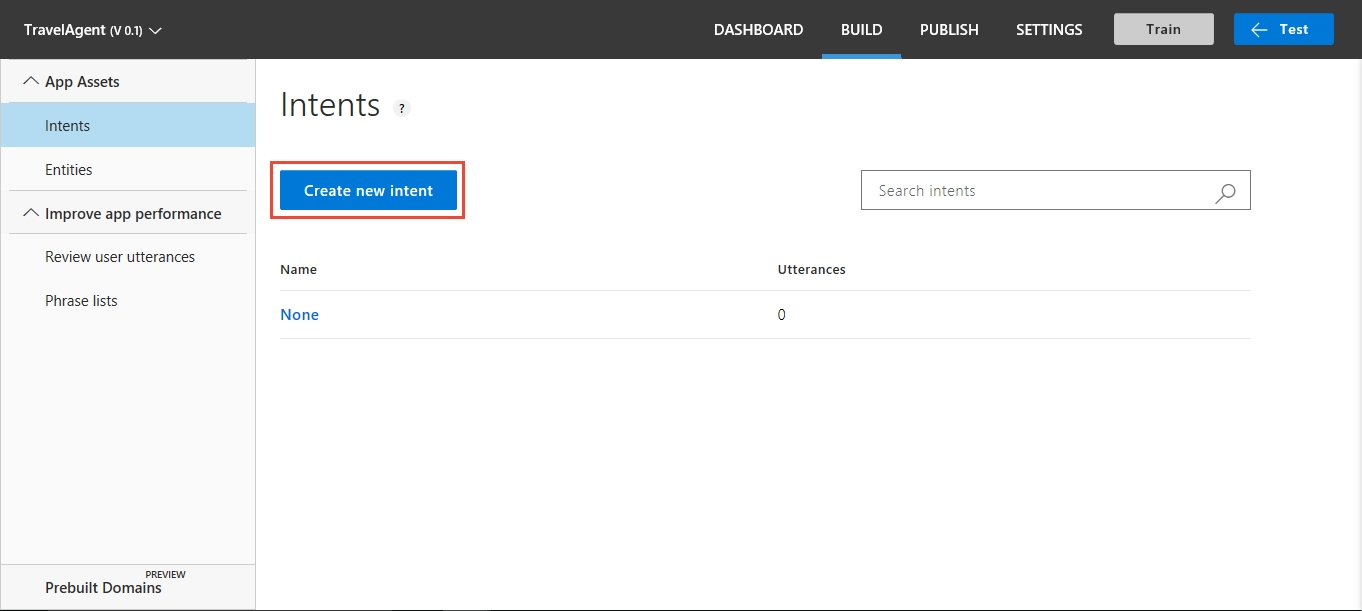 TravelAgent (V 0.1) DASHBOARD BUILD PUBLISH SETTINGS Train Test
App Assets
Intents
Entities
Improve app performance
Review user utterances
Phrase lists
PREVIEW
Prebuilt Domains
Intents ?
Create new intent Search intents
Name Utterances
None 0